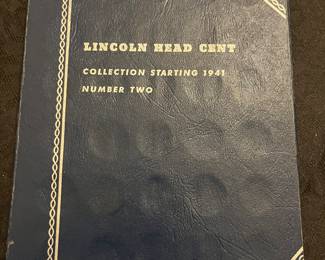 LINCOLN HEAD CENT
COLLECTION STARTING 1941
NUMBER TWO